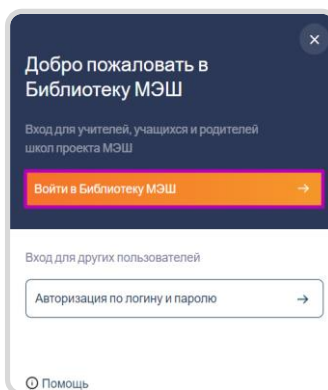 Добро пожаловать в
Библиотеку МЭШ
Вход для учителей, учащихся и родителей
школ проекта МЭШ
Войти в Библиотеку МЭШ
Вход для других пользователей
Авторизация по логину и паролю
Помощь